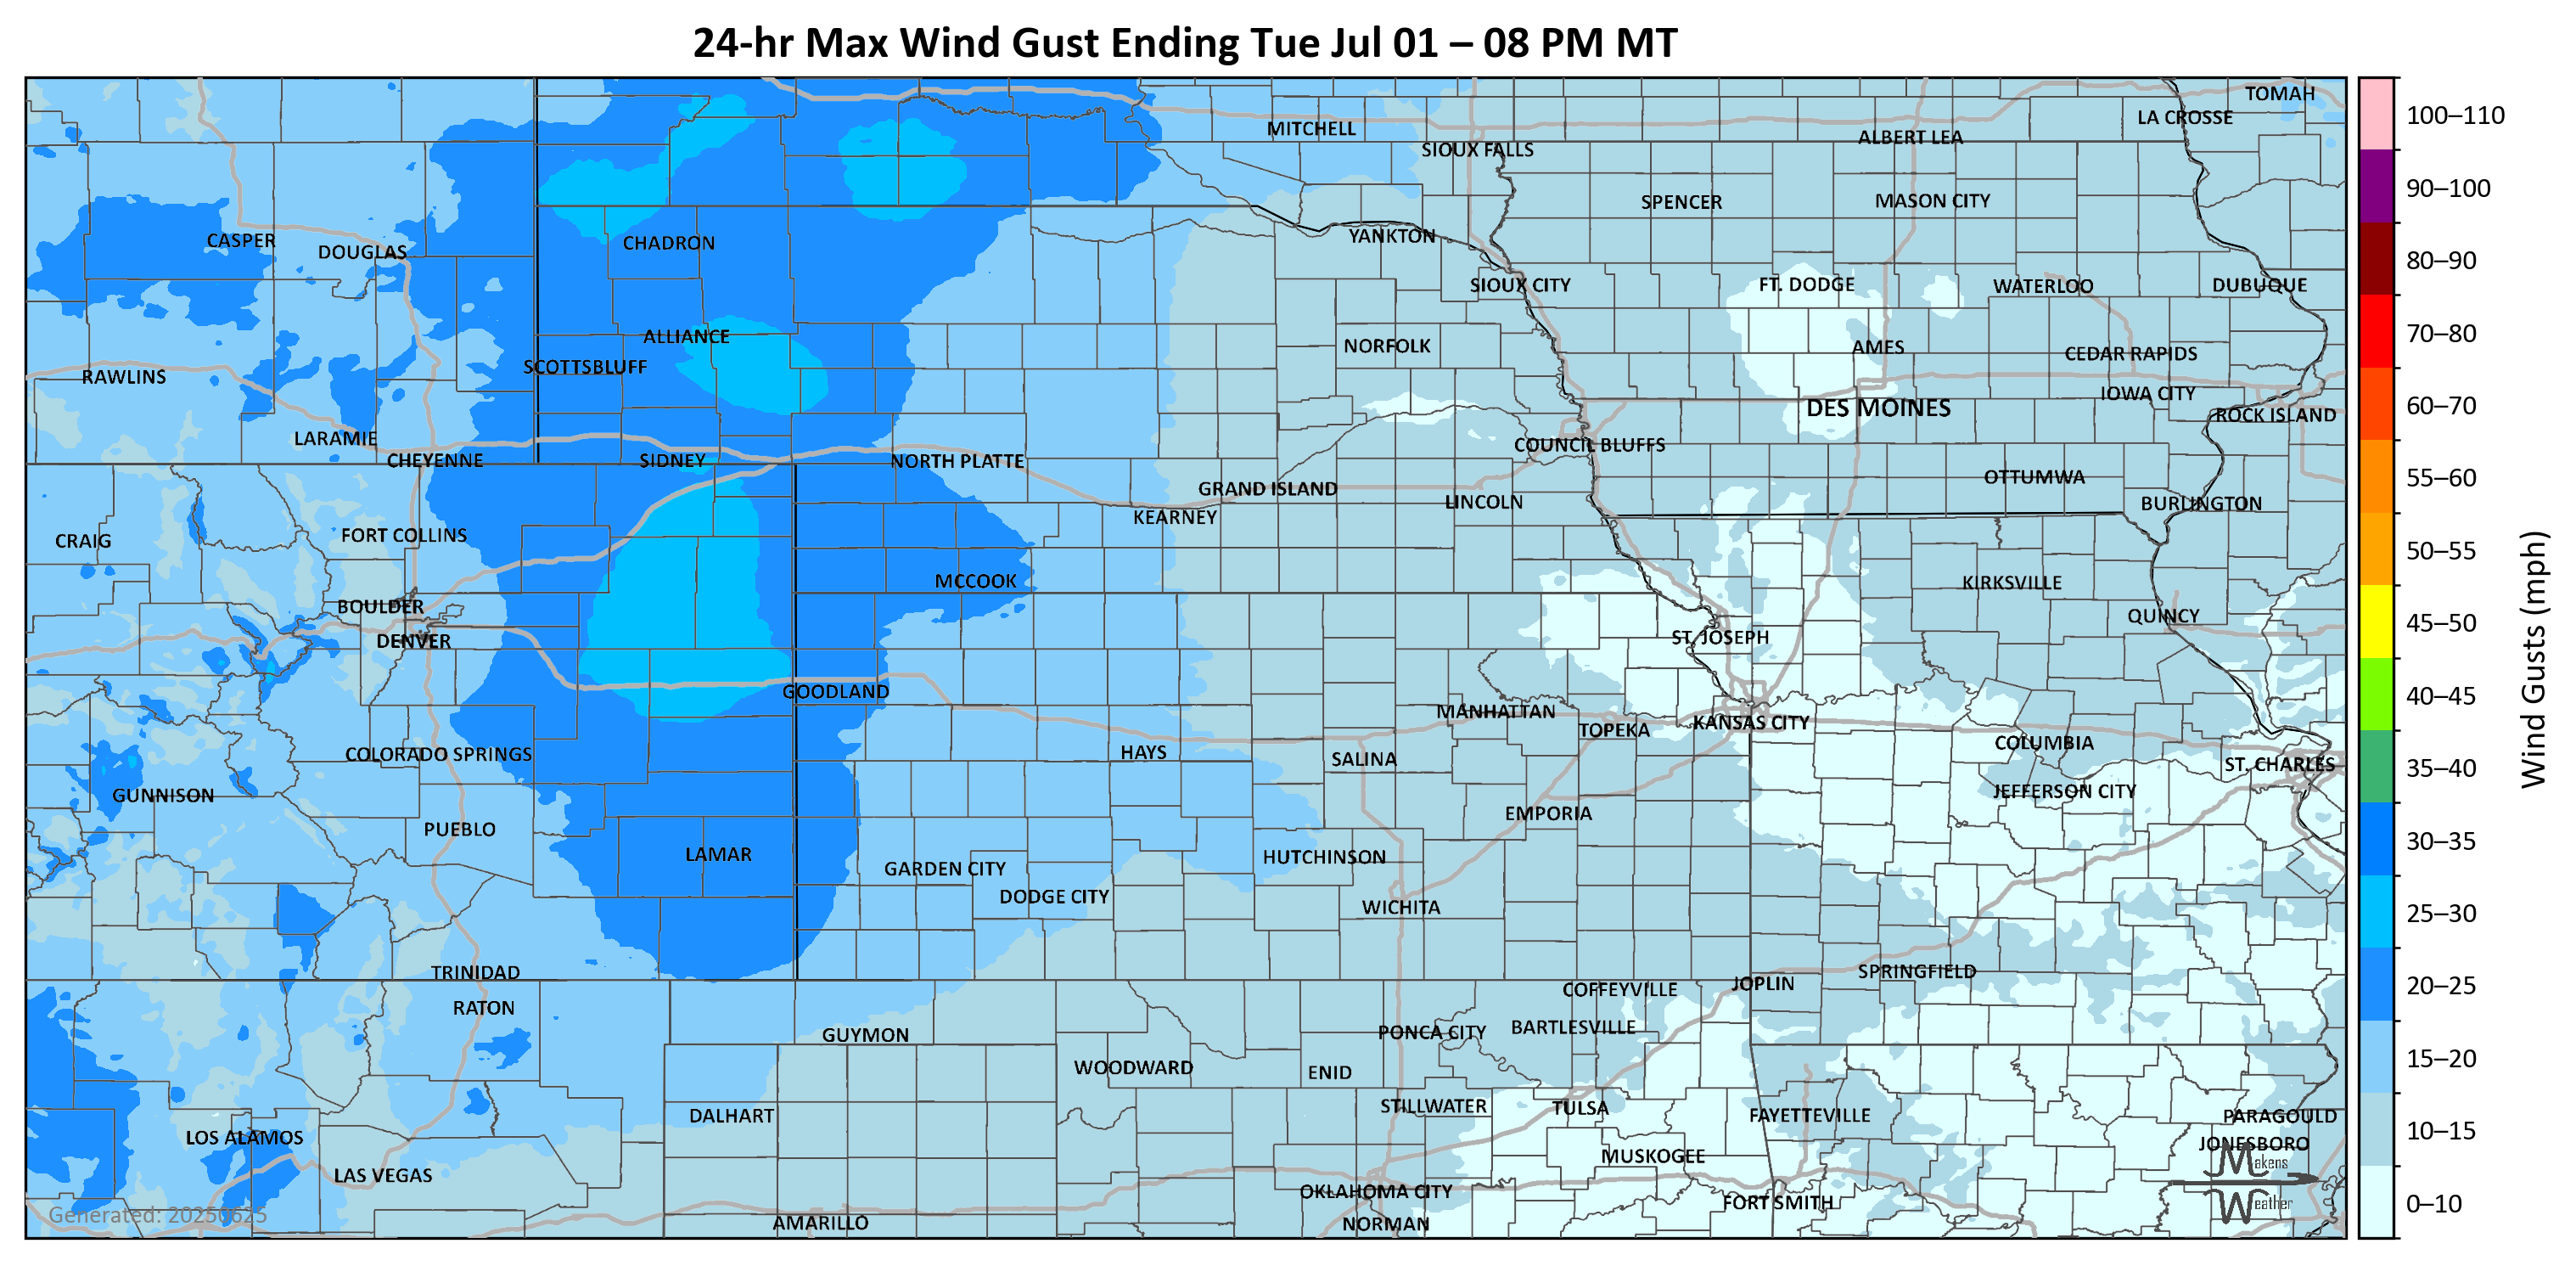 24-hr Max Wind Gust Ending Tue Jul 01 – 08 PM MT
TOMAH
LA CROSSE
MITCHELL
ALBERT LEA
SIOUX FALLS
SPENCER
MASON CITY
YANKTON
CASPER
DOUGLAS
CHADRON
SIOUX CITY
FT. DODGE
WATERLOO
DUBUQUE
ALLIANCE
NORFOLK
AMES
CEDAR RAPIDS
SCOTTSBLUFF
RAWLINS
IOWA CITY
DES MOINES
ROCK ISLAND
LARAMIE
COUNCIL BLUFFS
CHEYENNE
SIDNEY
NORTH PLATTE
OTTUMWA
GRAND ISLAND
LINCOLN
BURLINGTON
KEARNEY
FORT COLLINS
CRAIG
MCCOOK
KIRKSVILLE
BOULDER
QUINCY
DENVER
ST. JOSEPH
GOODLAND
MANHATTAN
KANSAS CITY
TOPEKA
COLUMBIA
COLORADO SPRINGS
HAYS
SALINA
ST. CHARLES
GUNNISON
JEFFERSON CITY
EMPORIA
PUEBLO
LAMAR
HUTCHINSON
GARDEN CITY
DODGE CITY
WICHITA
TRINIDAD
SPRINGFIELD
JOPLIN
COFFEYVILLE
RATON
BARTLESVILLE
PONCA CITY
GUYMON
WOODWARD
ENID
STILLWATER
TULSA
DALHART
FAYETTEVILLE
PARAGOULD
LOS ALAMOS
JONESBORO
MUSKOGEE
LAS VEGAS
OKLAHOMA CITY
FORT SMITH
AMARILLO
NORMAN
Generated: 20250625
Makens
Weather
100–110
90–100
80–90
70–80
60–70
55–60
50–55
45–50
40–45
35–40
30–35
25–30
20–25
15–20
10–15
0–10
Wind Gusts (mph)